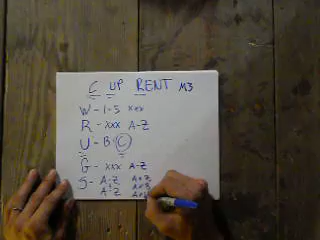 C UP RENT M3
W - 1-5 xxx
R - xxx A-Z
U - B C
G - xxx A-Z
S - A-Z A+Z
A-Z